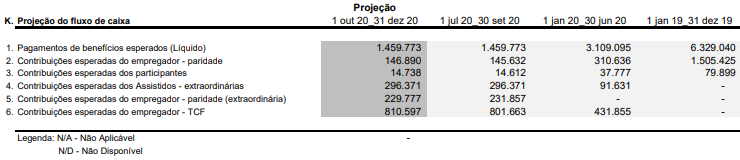 Projeção
K. Projeção do fluxo de caixa 1 out 20_31 dez 20 1 jul 20_30 set 20 1 jan 20_30 jun 20 1 jan 19_31 dez 19
1. Pagamentos de benefícios esperados (Líquido) 1.459.773 1.459.773 3.109.095 6.329.040
2. Contribuições esperadas do empregador - paridade 146.890 145.632 310.636 1.505.425
3. Contribuições esperadas dos participantes 14.738 14.612 37.777 79.899
4. Contribuições esperadas dos Assistidos - extraordinárias 296.371 296.371 91.631 -
5. Contribuições esperadas do empregador - paridade (extraordinária) 229.777 231.857 - -
6. Contribuições esperadas do empregador - TCF 810.597 801.663 431.855 -
Legenda: N/A - Não Aplicável -
N/D - Não Disponível